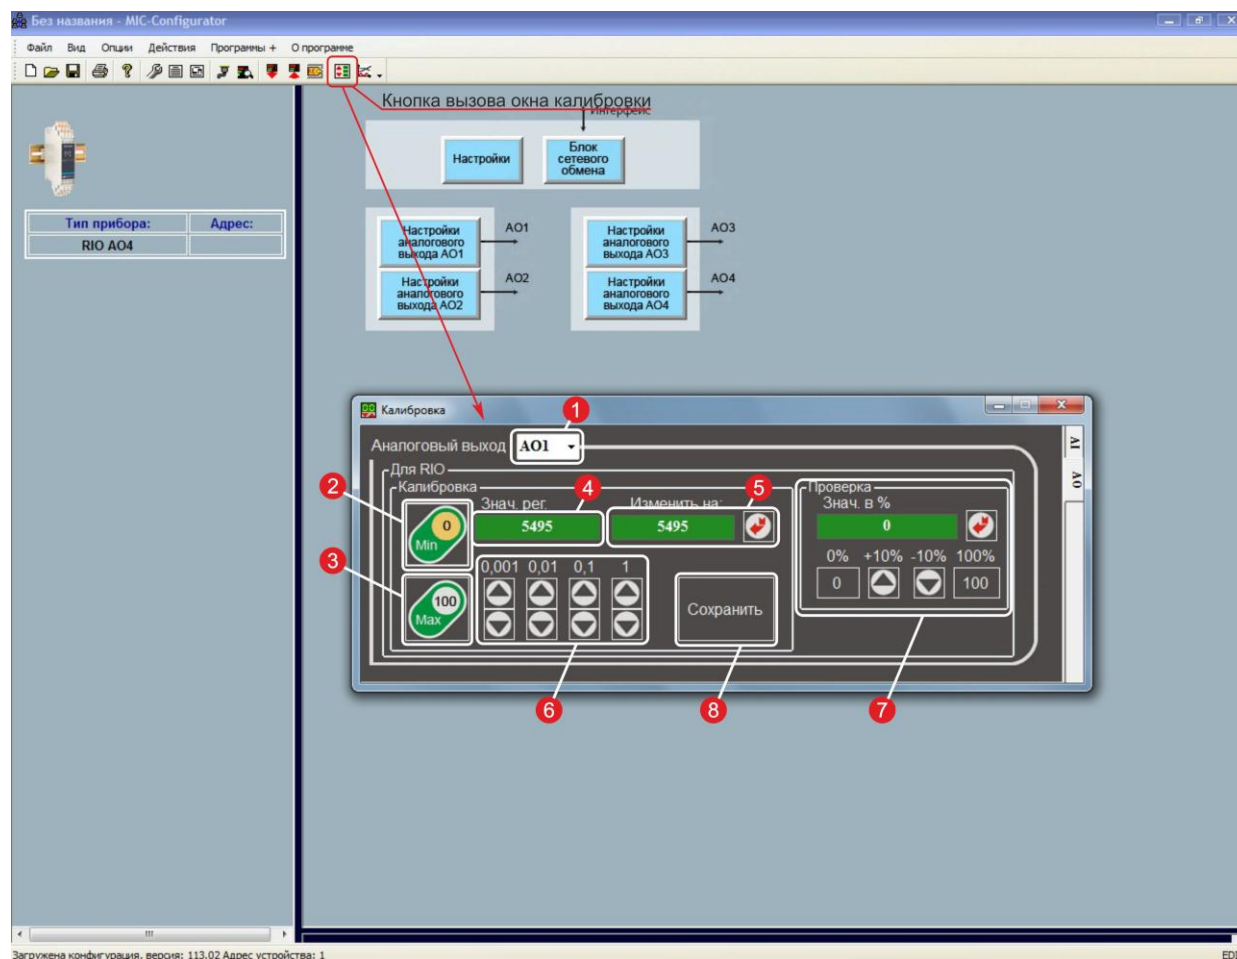 Без названия - MIC-Configurator
Файл Вид Опции Действия Программы + О программе
Кнопка вызова окна калибровки
Интерфейс
Настройки
Блок
сетевого
обмена
Тип прибора: Адрес:
RIO AO4
Настройки
аналогового
выхода AO1
AO1
Настройки
аналогового
выхода AO2
AO2
Настройки
аналогового
выхода AO3
AO3
Настройки
аналогового
выхода AO4
AO4
Калибровка
1
Аналоговый выход AO1
AI
AO
Для RIO
Калибровка
2
3
4
5
Знач. рег. Изменить на:
0
Min
5495 5495
100
Max
0,001 0,01 0,1 1
Сохранить
Проверка
Знач. в %
0
0% +10% -10% 100%
0 100
6
8
7
Загружена конфигурация, версия: 113.02 Адрес устройства: 1